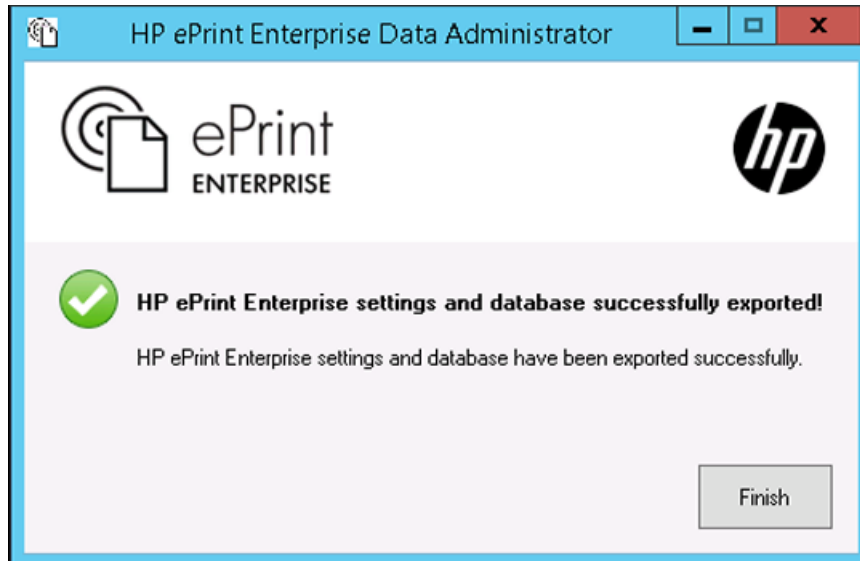 HP ePrint Enterprise Data Administrator
ePrint
ENTERPRISE
hp
HP ePrint Enterprise settings and database successfully exported!
HP ePrint Enterprise settings and database have been exported successfully.
Finish